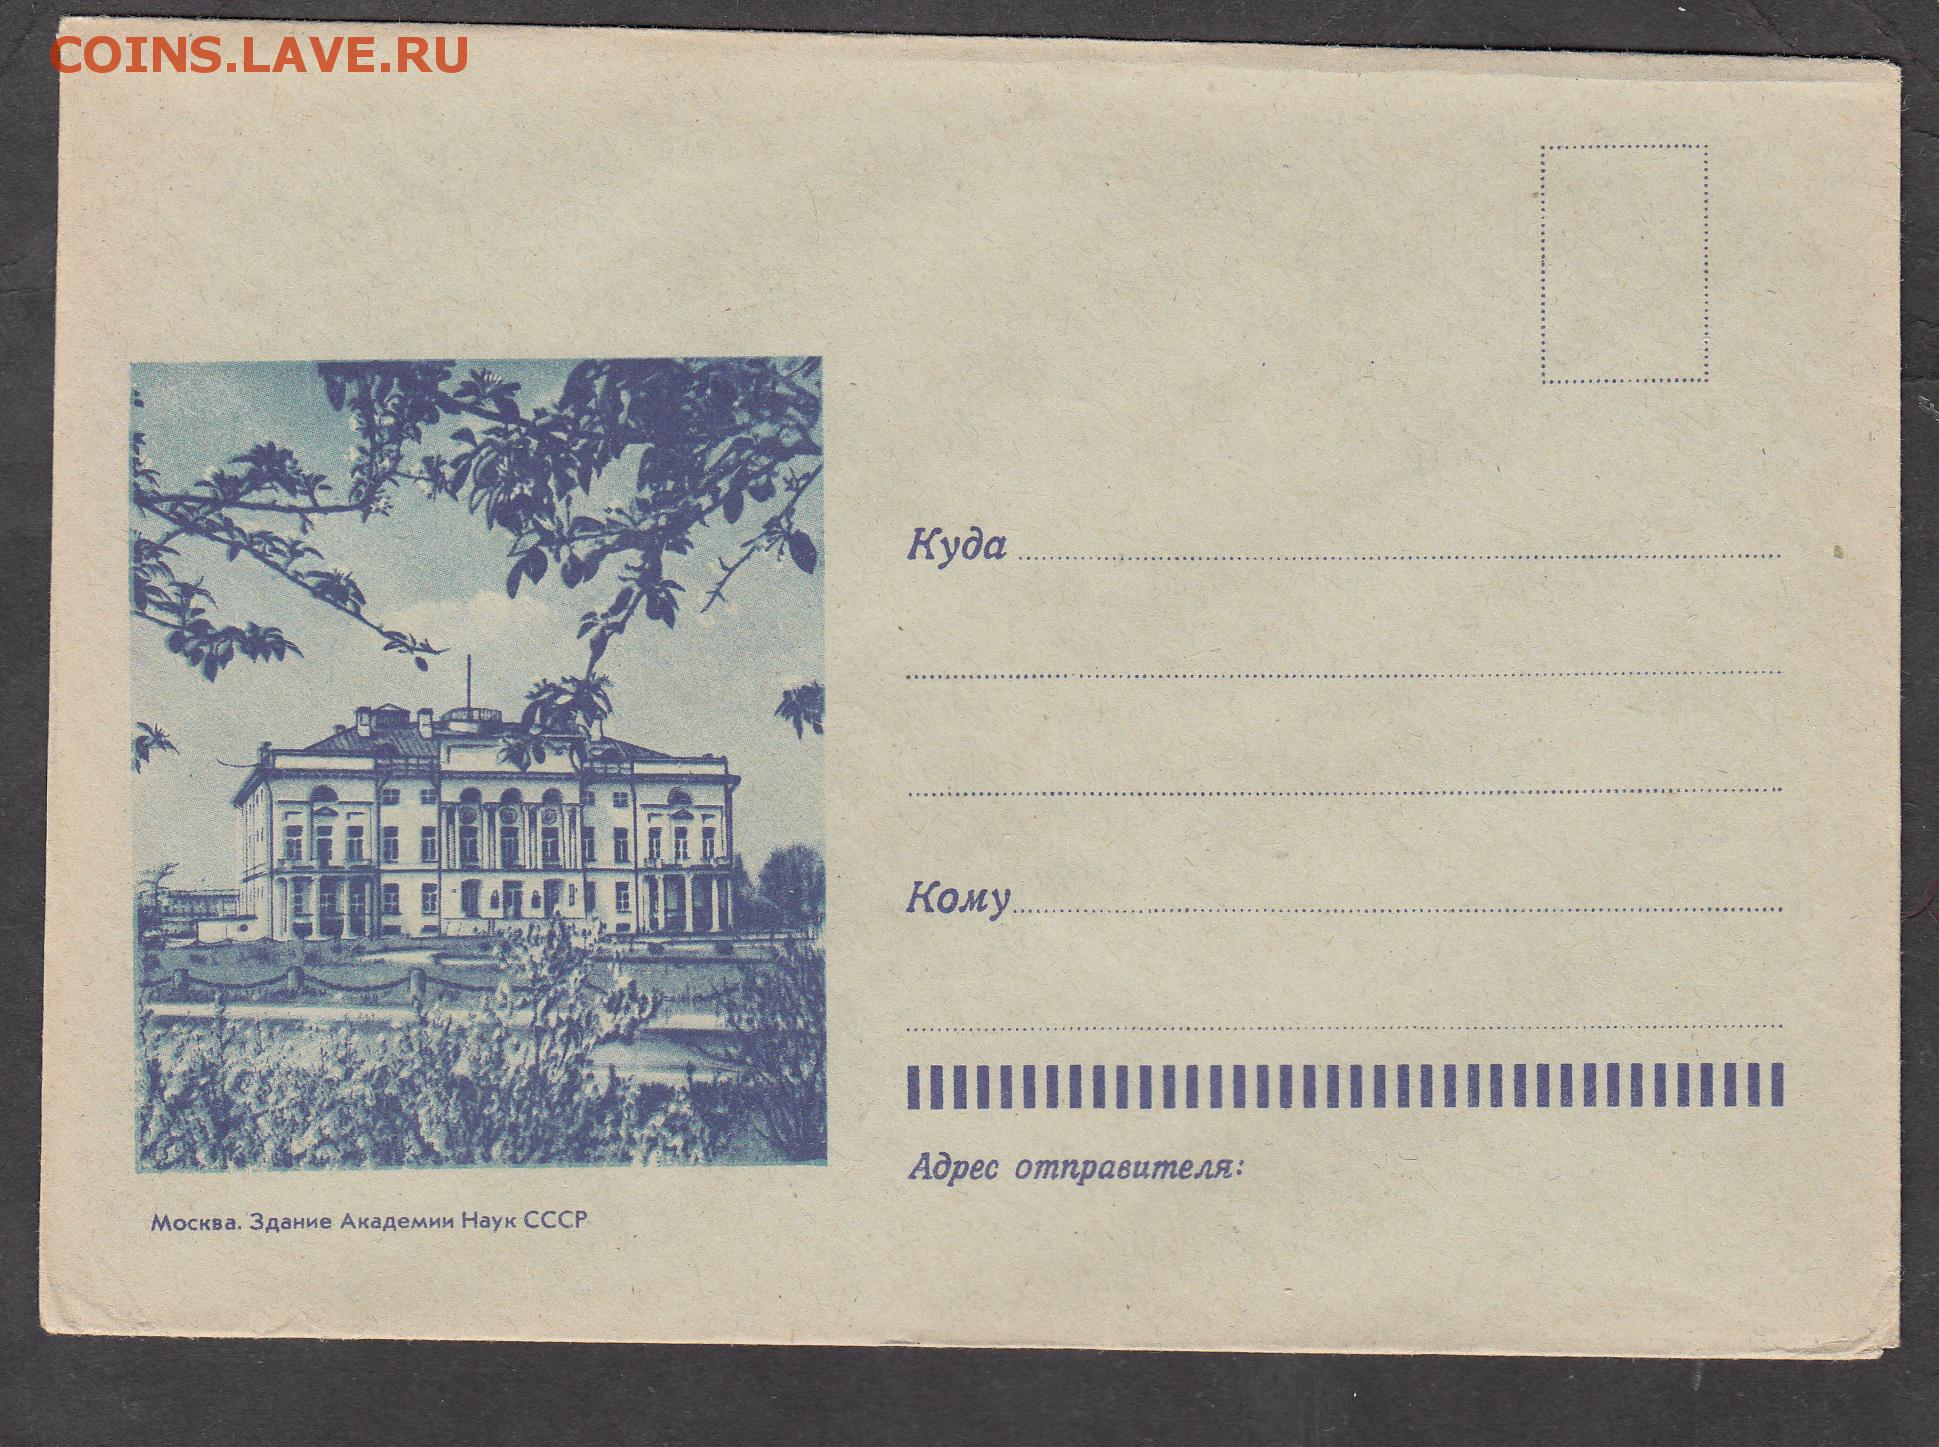 COINS.LAVE.RU
Куда
Кому
Адрес отправителя:
Москва. Здание Академии Наук СССР